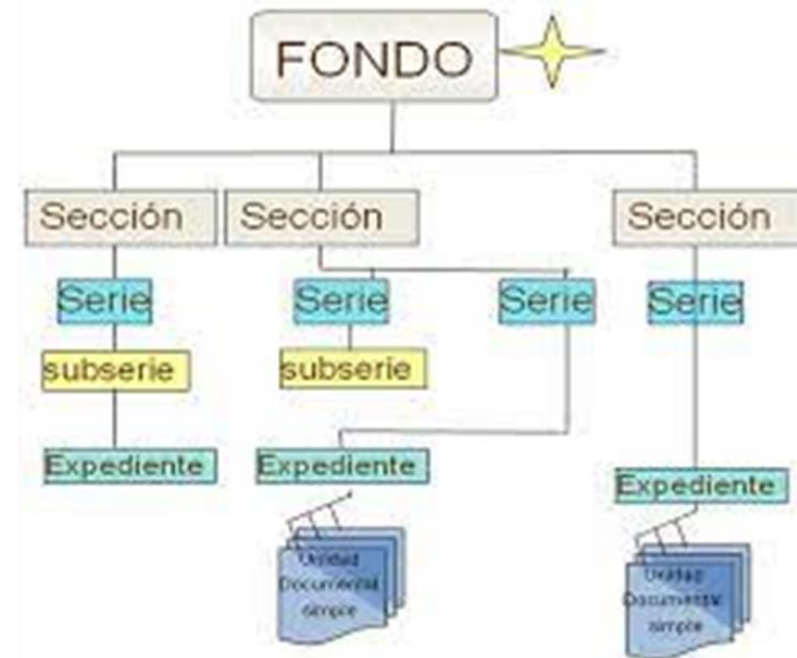 FONDO
Sección Sección Sección
Serie Serie Serie Serie
subserie subserie
Expediente Expediente
Expediente
Unidad
Documental
simple
Unidad
Documental
simple